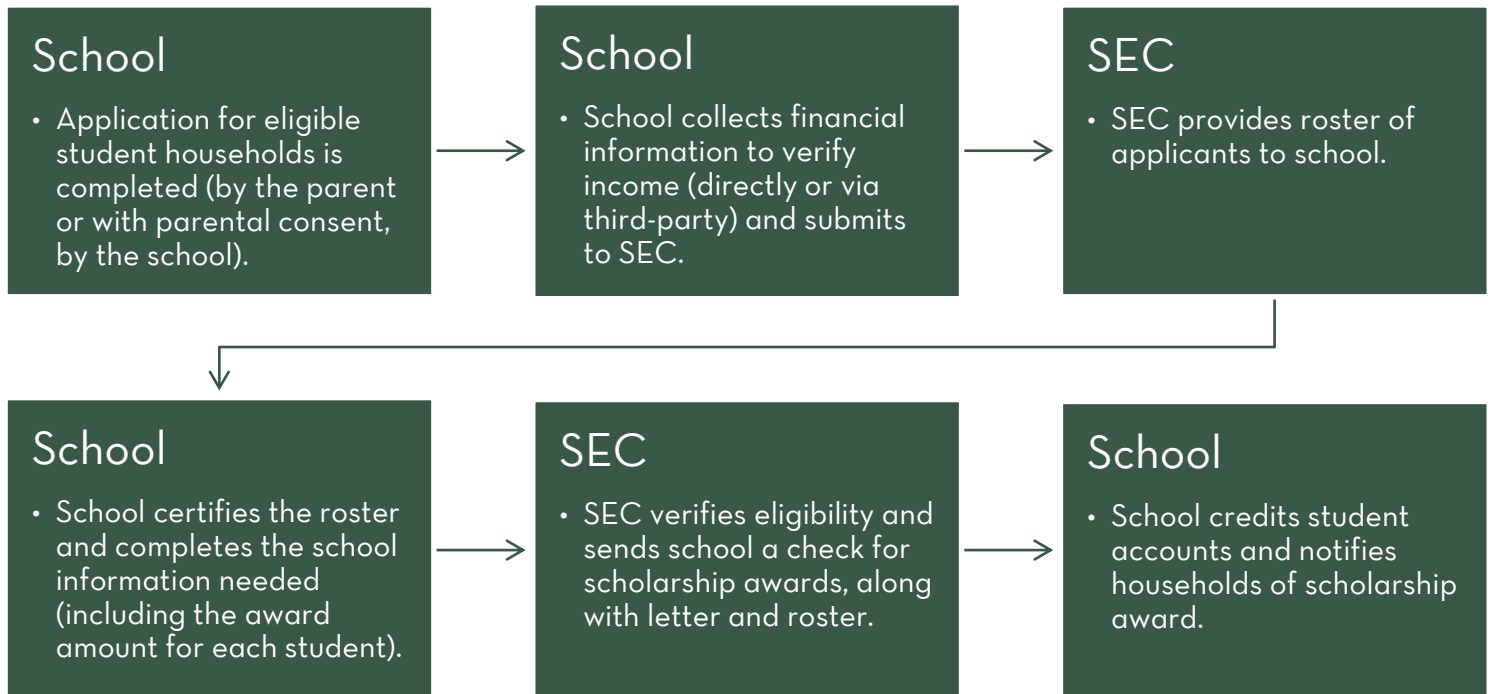 School
• Application for eligible
student households is
completed (by the parent
or with parental consent,
by the school).
School
• School collects financial
information to verify
income (directly or via
third-party) and submits
to SEC.
SEC
• SEC provides roster of
applicants to school.
School
• School certifies the roster
and completes the school
information needed
(including the award
amount for each student).
SEC
• SEC verifies eligibility and
sends school a check for
scholarship awards, along
with letter and roster.
School
• School credits student
accounts and notifies
households of scholarship
award.